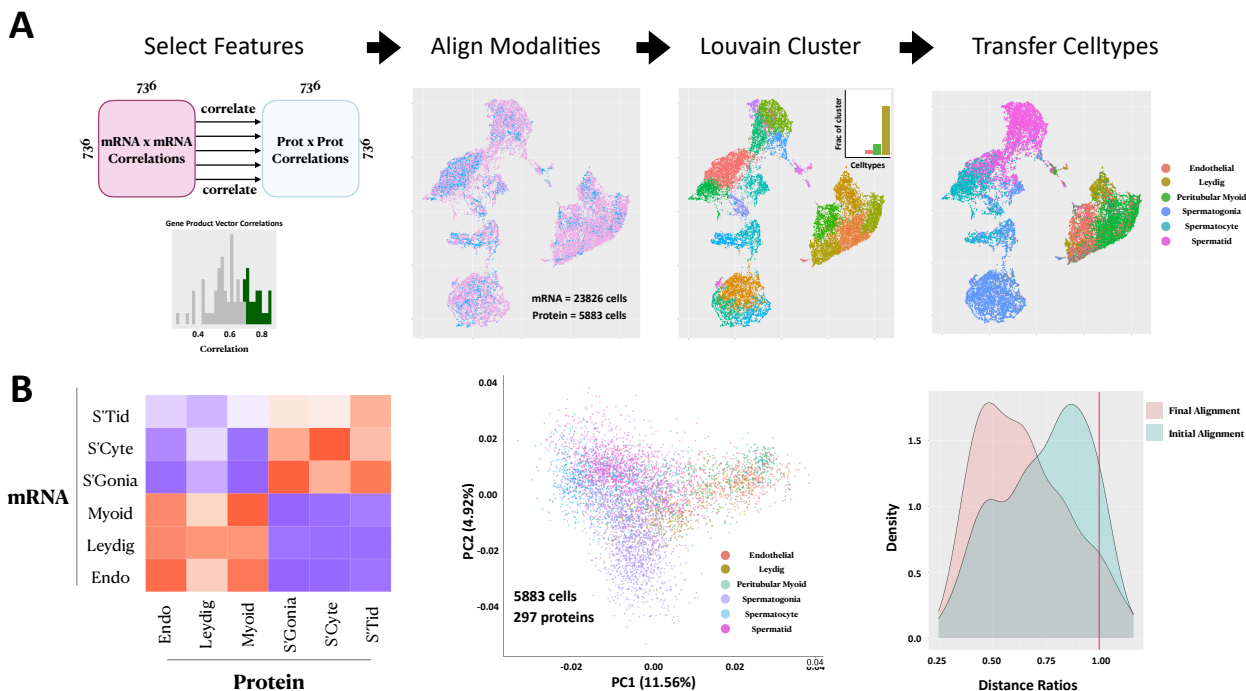 A
Select Features
Align Modalities
Louvain Cluster
Transfer Celltypes
736
736
correlate
736
mRNA x mRNA
Correlations
Prot x Prot
Correlations
736
correlate
Gene Product Vector Correlations
0.4
0.6
0.8
Correlation
mRNA = 23826 cells
Protein = 5883 cells
Frac of cluster
Celltypes
Endothelial
Leydig
Peritubular Myoid
Spermatogonia
Spermatocyte
Spermatid
B
mRNA
S'Tid
S'Cyte
S'Gonia
Myoid
Leydig
Endo
Endo
Leydig
Myoid
S'Gonia
S'Cyte
S'Tid
Protein
PC2 (4.92%)
0.04
0.02
0.00
-0.02
-0.04
5883 cells
297 proteins
Endothelial
Leydig
Peritubular Myoid
Spermatogonia
Spermatocyte
Spermatid
-0.02
0.00
0.02
0.04
PC1 (11.56%)
Density
1.5
1.0
0.5
0.0
0.25
0.50
0.75
1.00
Distance Ratios
Final Alignment
Initial Alignment